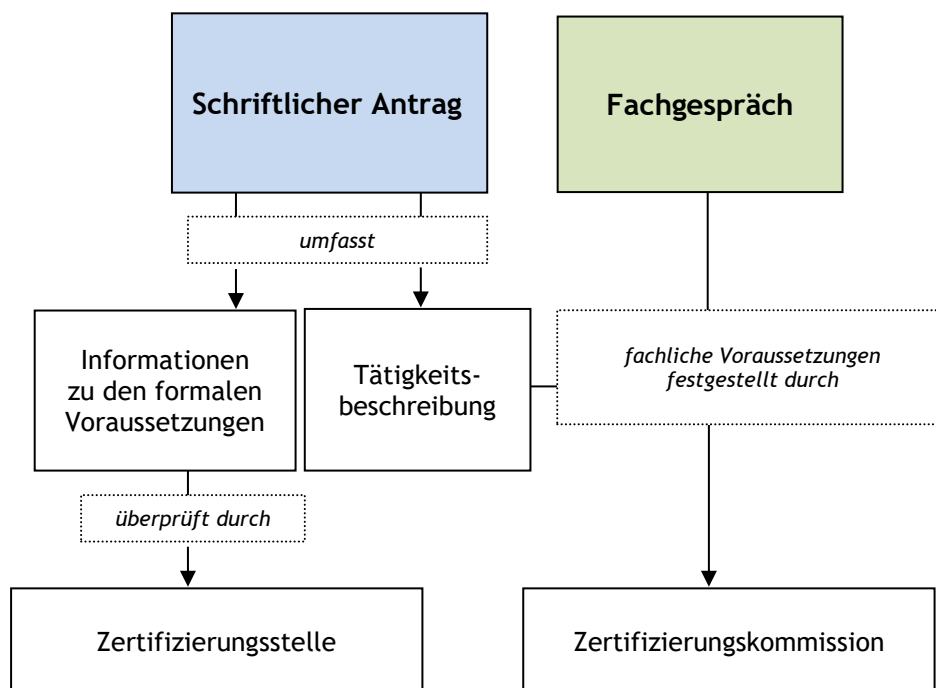 Schriftlicher Antrag
Fachgespräch
umfasst
Informationen
zu den formalen
Voraussetzungen
Tätigkeits-
beschreibung
fachliche Voraussetzungen
festgestellt durch
überprüft durch
Zertifizierungsstelle
Zertifizierungskommission